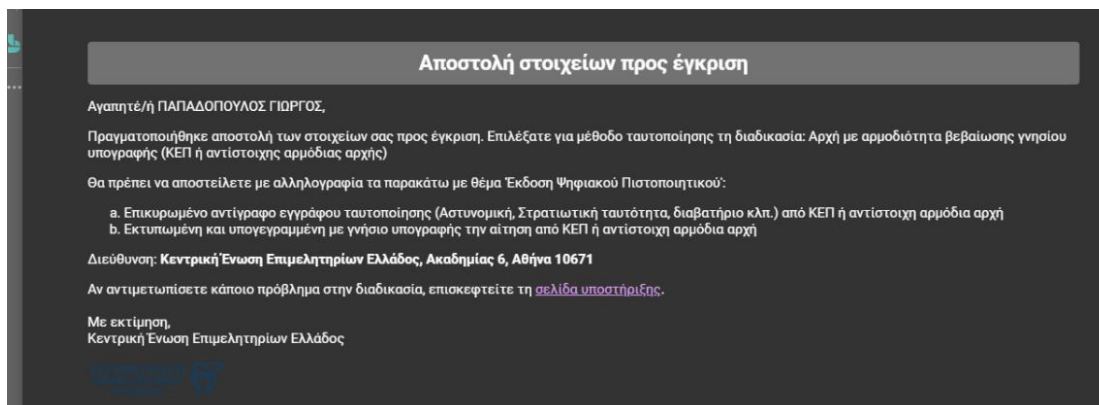 Αποστολή στοιχείων προς έγκριση
Αγαπητέ/ή ΠΑΠΑΔΟΠΟΥΛΟΣ ΓΙΩΡΓΟΣ,
Πραγματοποιήθηκε αποστολή των στοιχείων σας προς έγκριση. Επιλέξατε για μέθοδο ταυτοποίησης τη διαδικασία: Αρχή με αρμοδιότητα βεβαίωσης γνησίου
υπογραφής (ΚΕΠ ή αντίστοιχης αρμόδιας αρχής)
Θα πρέπει να αποστείλετε με αλληλογραφία τα παρακάτω με θέμα 'Έκδοση Ψηφιακού Πιστοποιητικού':
a. Επικυρωμένο αντίγραφο εγγράφου ταυτοποίησης (Αστυνομική, Στρατιωτική ταυτότητα, διαβατήριο κλπ.) από ΚΕΠ ή αντίστοιχη αρμόδια αρχή
b. Εκτυπωμένη και υπογεγραμμένη με γνήσιο υπογραφής την αίτηση από ΚΕΠ ή αντίστοιχη αρμόδια αρχή
Διεύθυνση: Κεντρική Ένωση Επιμελητηρίων Ελλάδος, Ακαδημίας 6, Αθήνα 10671
Αν αντιμετωπίσετε κάποιο πρόβλημα στην διαδικασία, επισκεφτείτε τη σελίδα υποστήριξης.
Με εκτίμηση,
Κεντρική Ένωση Επιμελητηρίων Ελλάδος